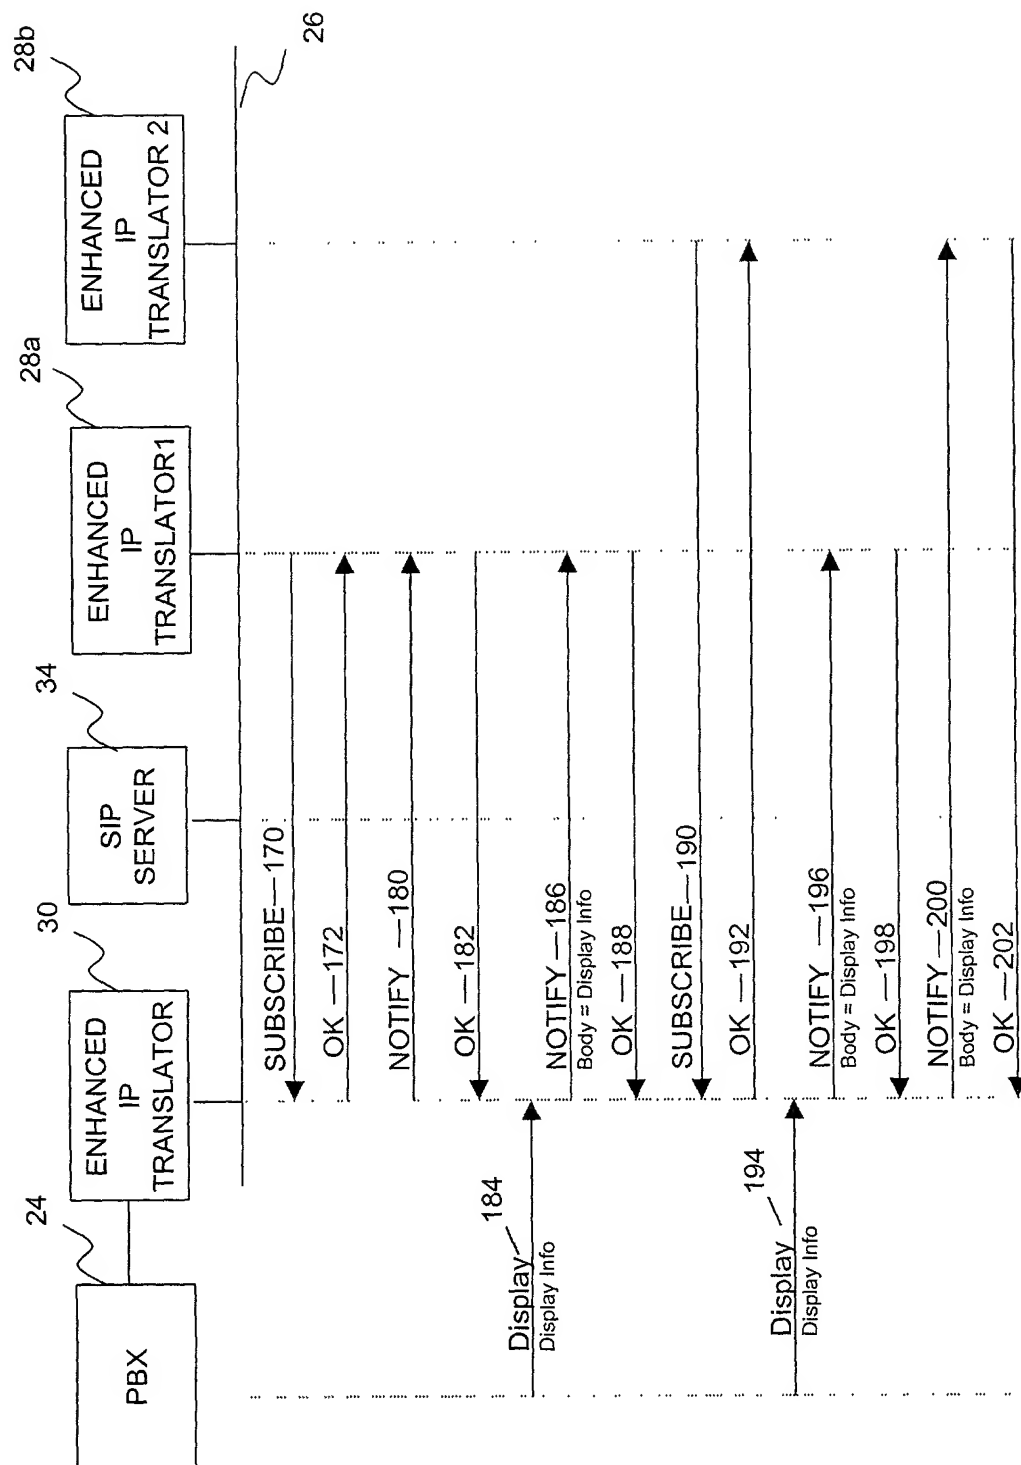 24
30
34
28a
28b
PBX
ENHANCED
IP
TRANSLATOR
SIP
SERVER
ENHANCED
IP
TRANSLATOR1
ENHANCED
IP
TRANSLATOR 2
26
SUBSCRIBE—170
OK —172
NOTIFY —180
OK —182
Display
Display Info
184
NOTIFY —186
Body = Display Info
OK —188
SUBSCRIBE —190
OK —192
Display
Display Info
194
NOTIFY —196
Body = Display Info
OK —198
NOTIFY —200
Body = Display Info
OK —202